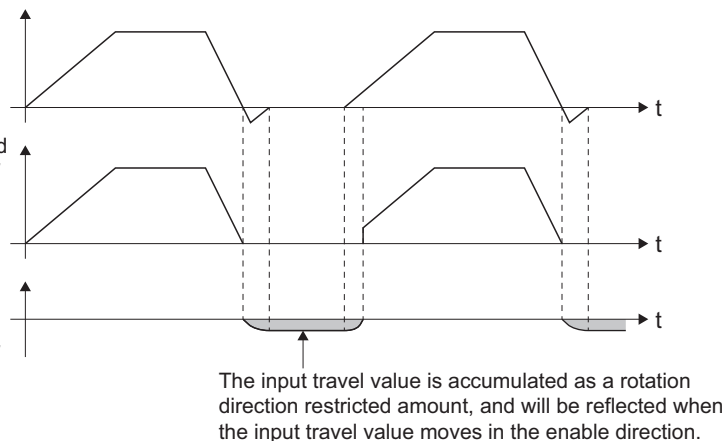 t
d
t
t
The input travel value is accumulated as a rotation
direction restricted amount, and will be reflected when
the input travel value moves in the enable direction.